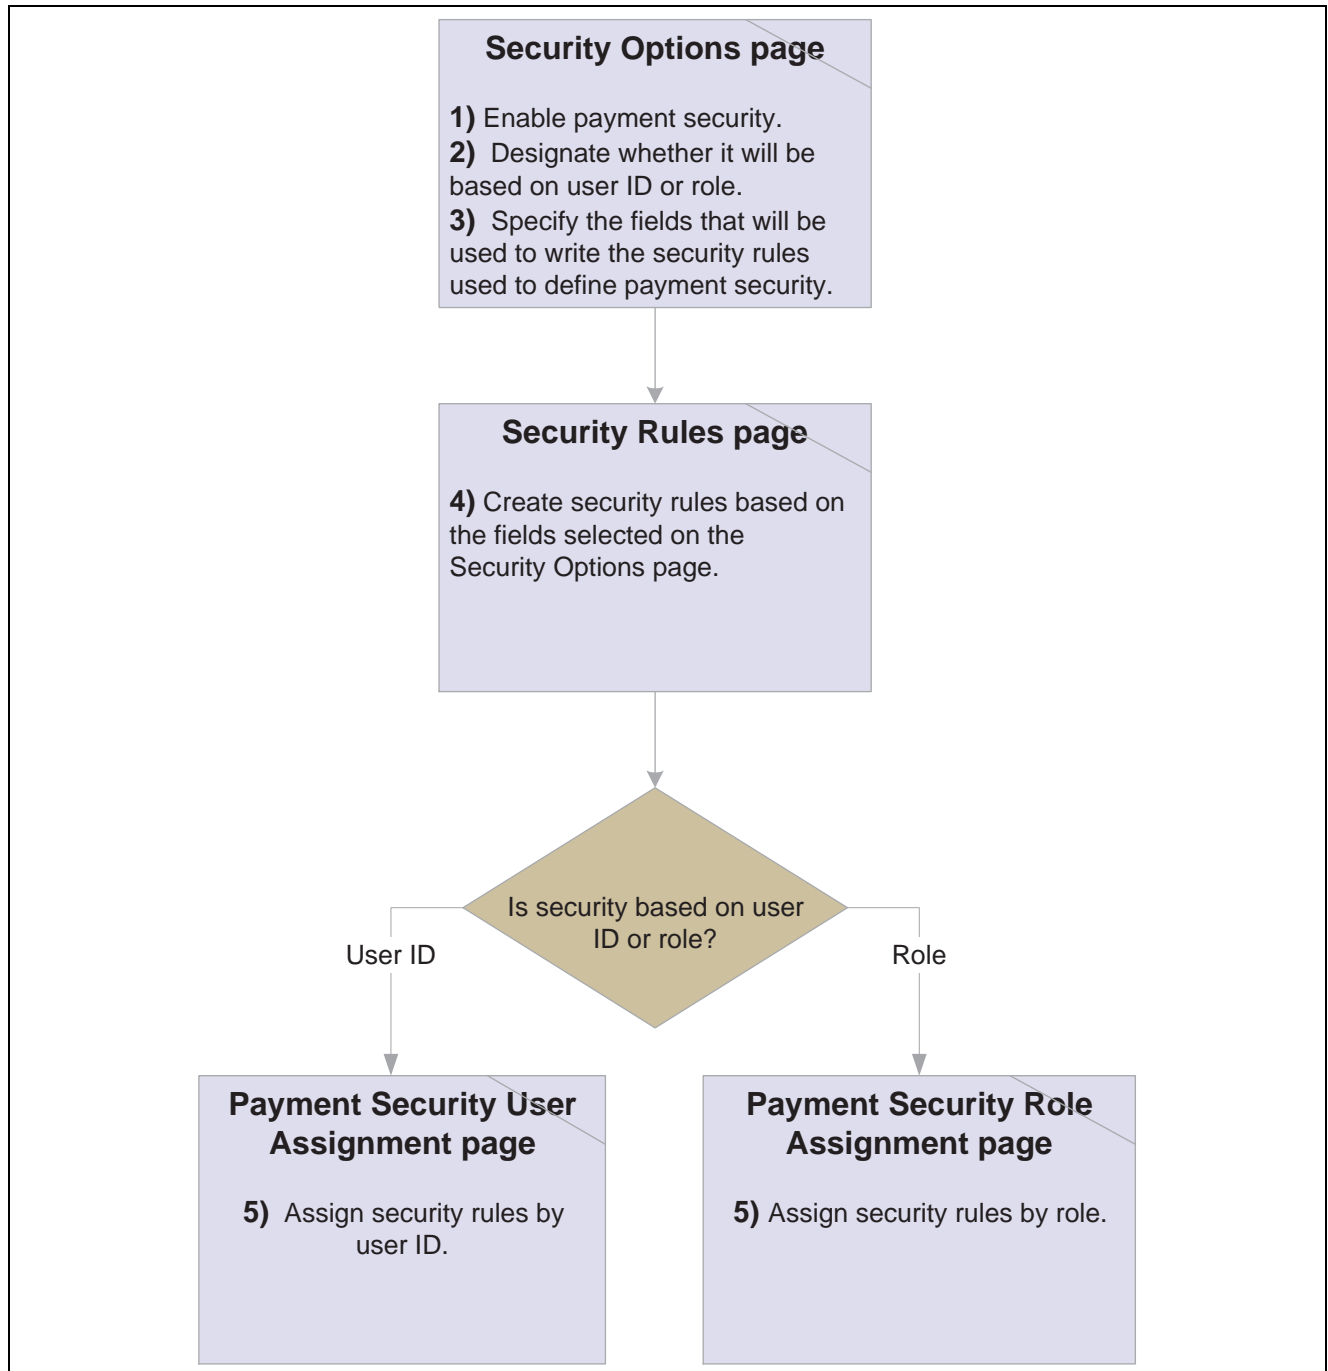 Security Options page
1) Enable payment security.
2) Designate whether it will be
based on user ID or role.
3) Specify the fields that will be
used to write the security rules
used to define payment security.
Security Rules page
4) Create security rules based on
the fields selected on the
Security Options page.
Is security based on user
ID or role?
User ID
Role
Payment Security User
Assignment page
5) Assign security rules by
user ID.
Payment Security Role
Assignment page
5) Assign security rules by role.